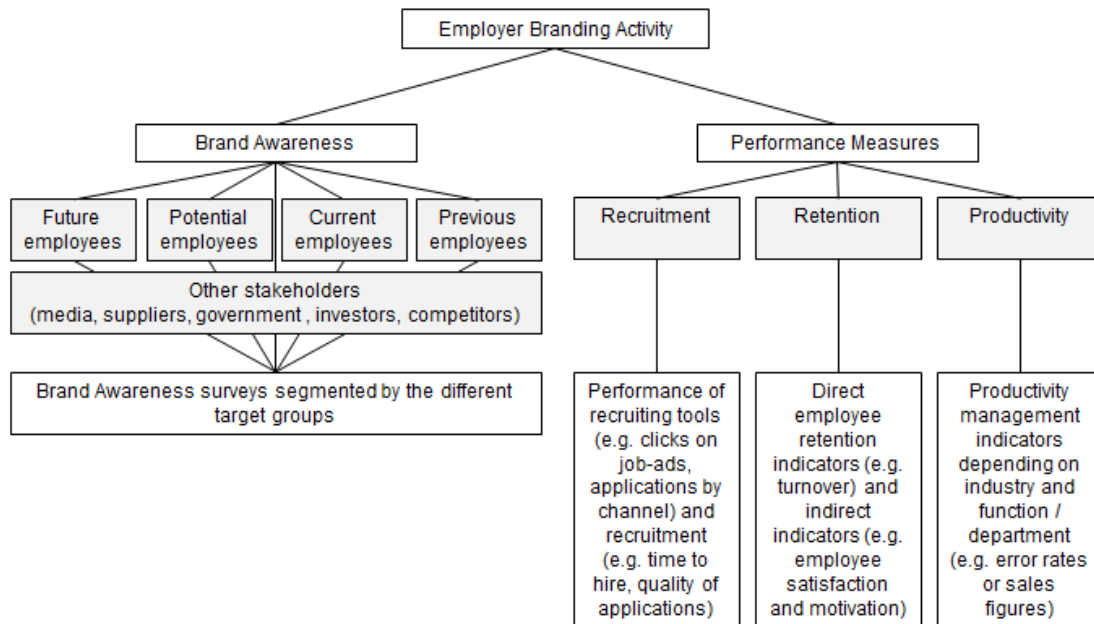 Employer Branding Activity
Brand Awareness
Performance Measures
Future
employees
Potential
employees
Current
employees
Previous
employees
Recruitment
Retention
Productivity
Other stakeholders
(media, suppliers, government , investors, competitors)
Brand Awareness surveys segmented by the different
target groups
Performance of
recruiting tools
(e.g. clicks on
job-ads,
applications by
channel) and
recruitment
(e.g. time to
hire, quality of
applications)
Direct
employee
retention
indicators (e.g.
turnover) and
indirect
indicators (e.g.
employee
satisfaction
and motivation)
Productivity
management
indicators
depending on
industry and
function /
department
(e.g. error rates
or sales
figures)